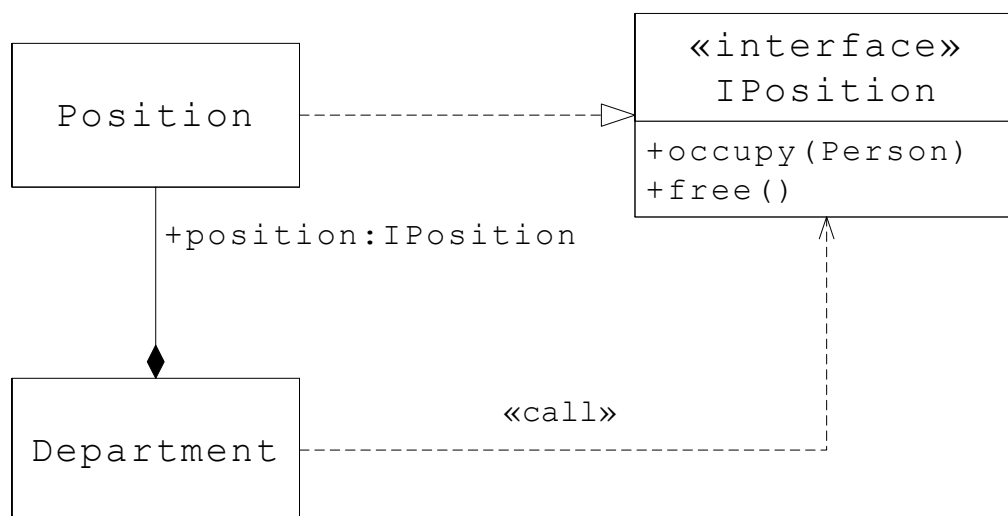 Position
«interface»
IPosition
+occupy(Person)
+free()
+position:IPosition
Department
«call»